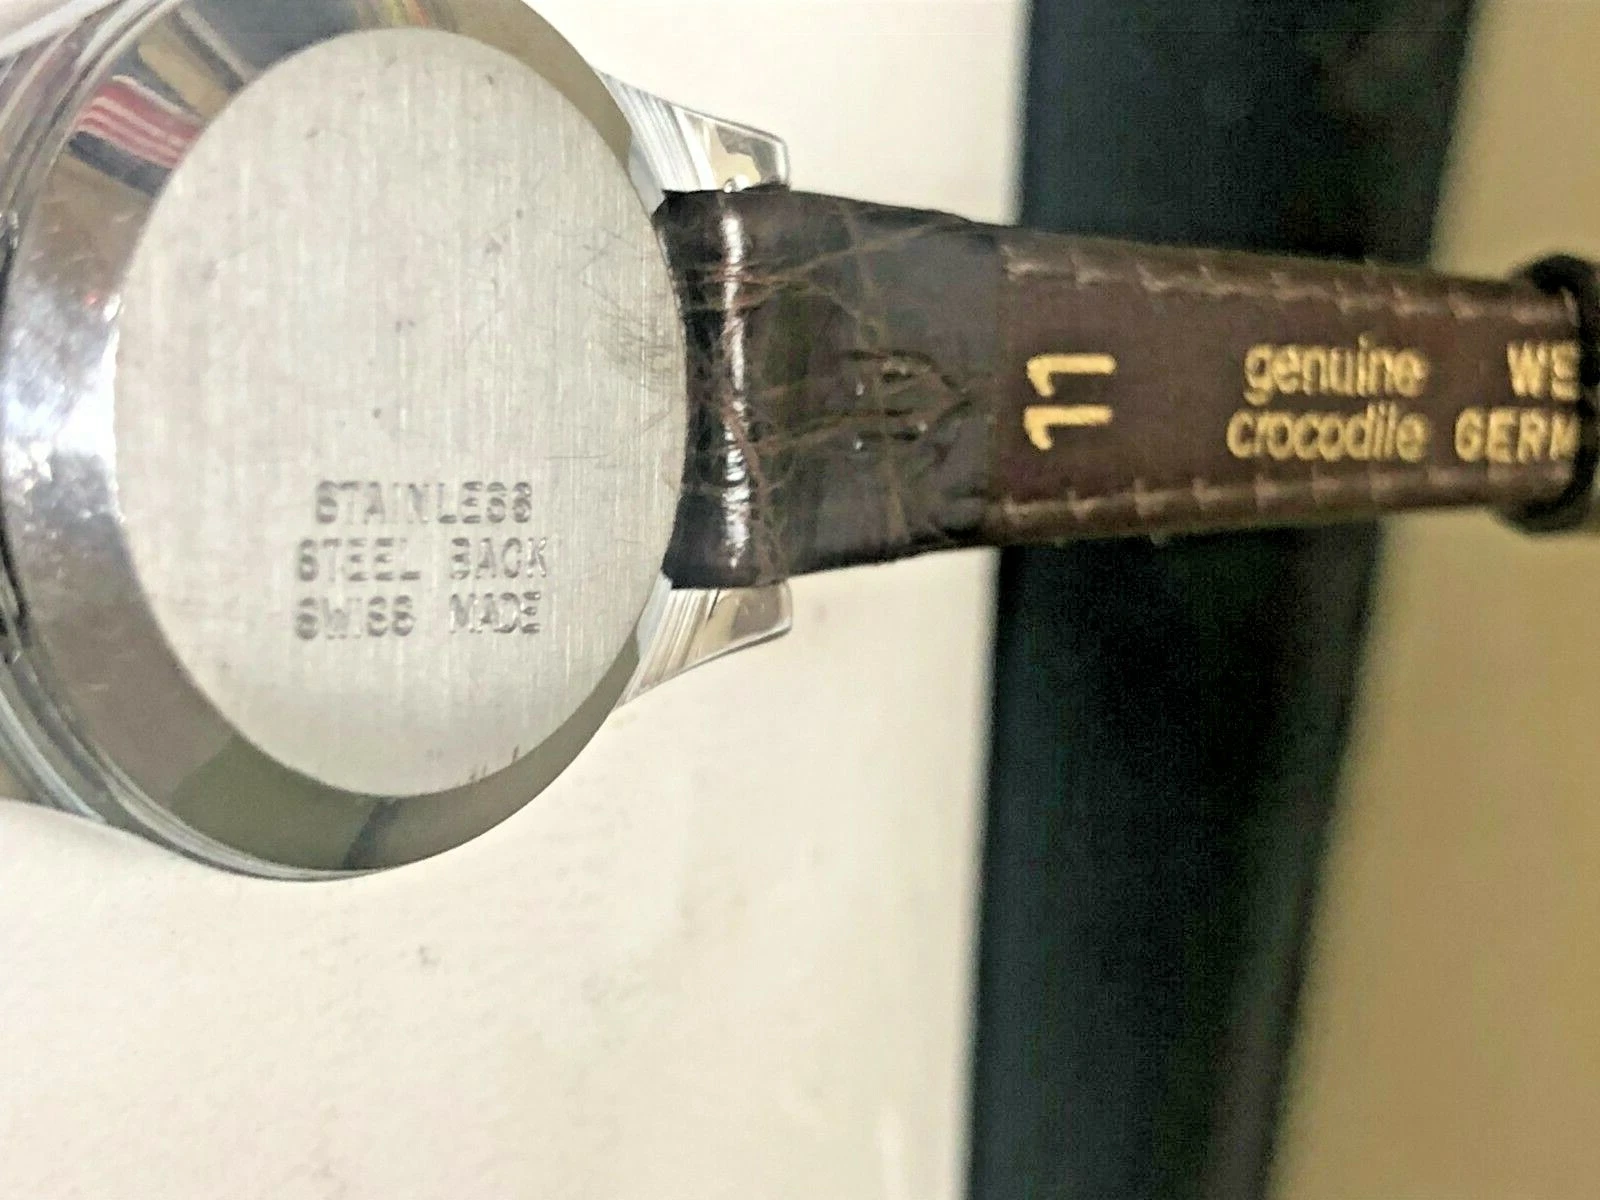 STAINLESS
STEEL BACK
SWISS MADE
11
genuine WE
crocodile GERM